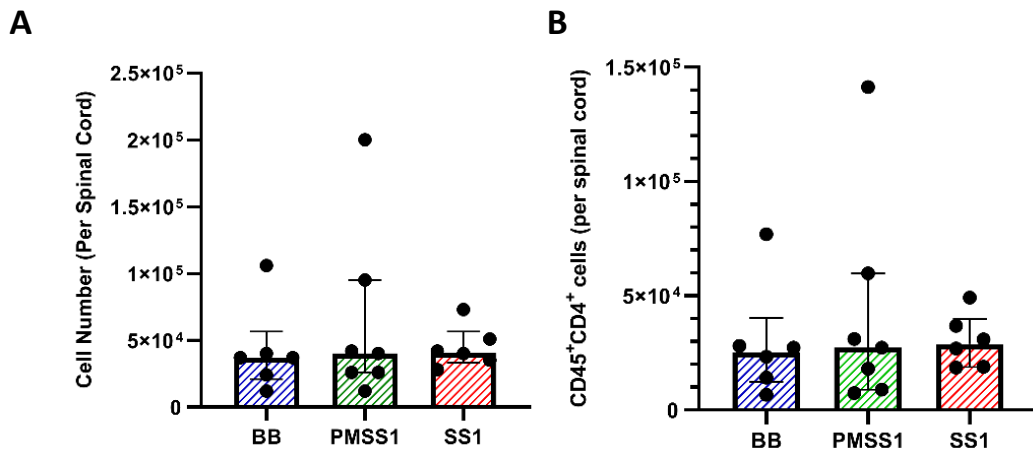 A
Cell Number (Per Spinal Cord)
2.5×10⁵
2×10⁵
1.5×10⁵
1×10⁵
5×10⁴
0
BB
PMSS1
SS1
B
CD45⁺CD4⁺ cells (per spinal cord)
1.5×10⁵
1×10⁵
5×10⁴
0
BB
PMSS1
SS1